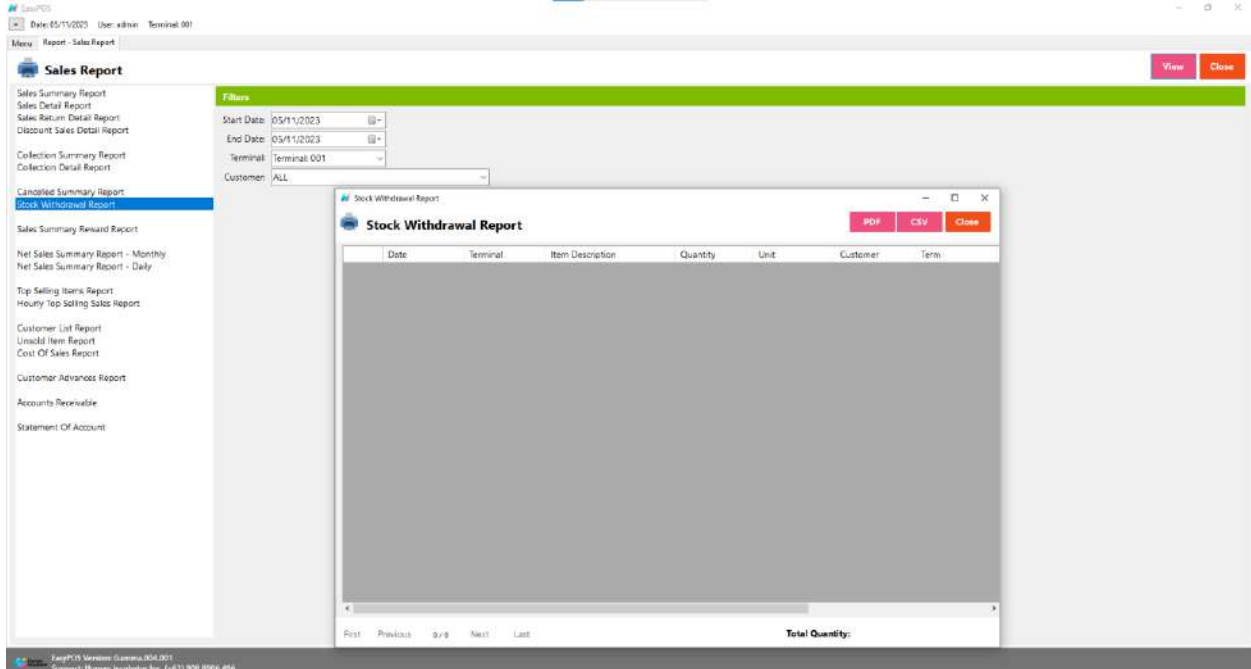 EasyPOS
Date: 05/11/2023 User: admin Terminal: 001
Menu Report - Sales Report
Sales Report
View Close
Sales Summary Report
Sales Detail Report
Sales Return Detail Report
Discount Sales Detail Report
Collection Summary Report
Collection Detail Report
Cancelled Summary Report
Stock Withdrawal Report
Sales Summary Reward Report
Net Sales Summary Report - Monthly
Net Sales Summary Report - Daily
Top Selling Items Report
Hourly Top Selling Sales Report
Customer List Report
Unsold Item Report
Cost Of Sales Report
Customer Advances Report
Accounts Receivable
Statement Of Account
Filters
Start Date: 05/11/2023
End Date: 05/11/2023
Terminal: Terminal: 001
Customer: ALL
Stock Withdrawal Report
Stock Withdrawal Report
PDF CSV Close
Date Terminal Item Description Quantity Unit Customer Term
First Previous 0 / 0 Next Last
Total Quantity:
EasyPOS Version: Gamma.004.001
Support: